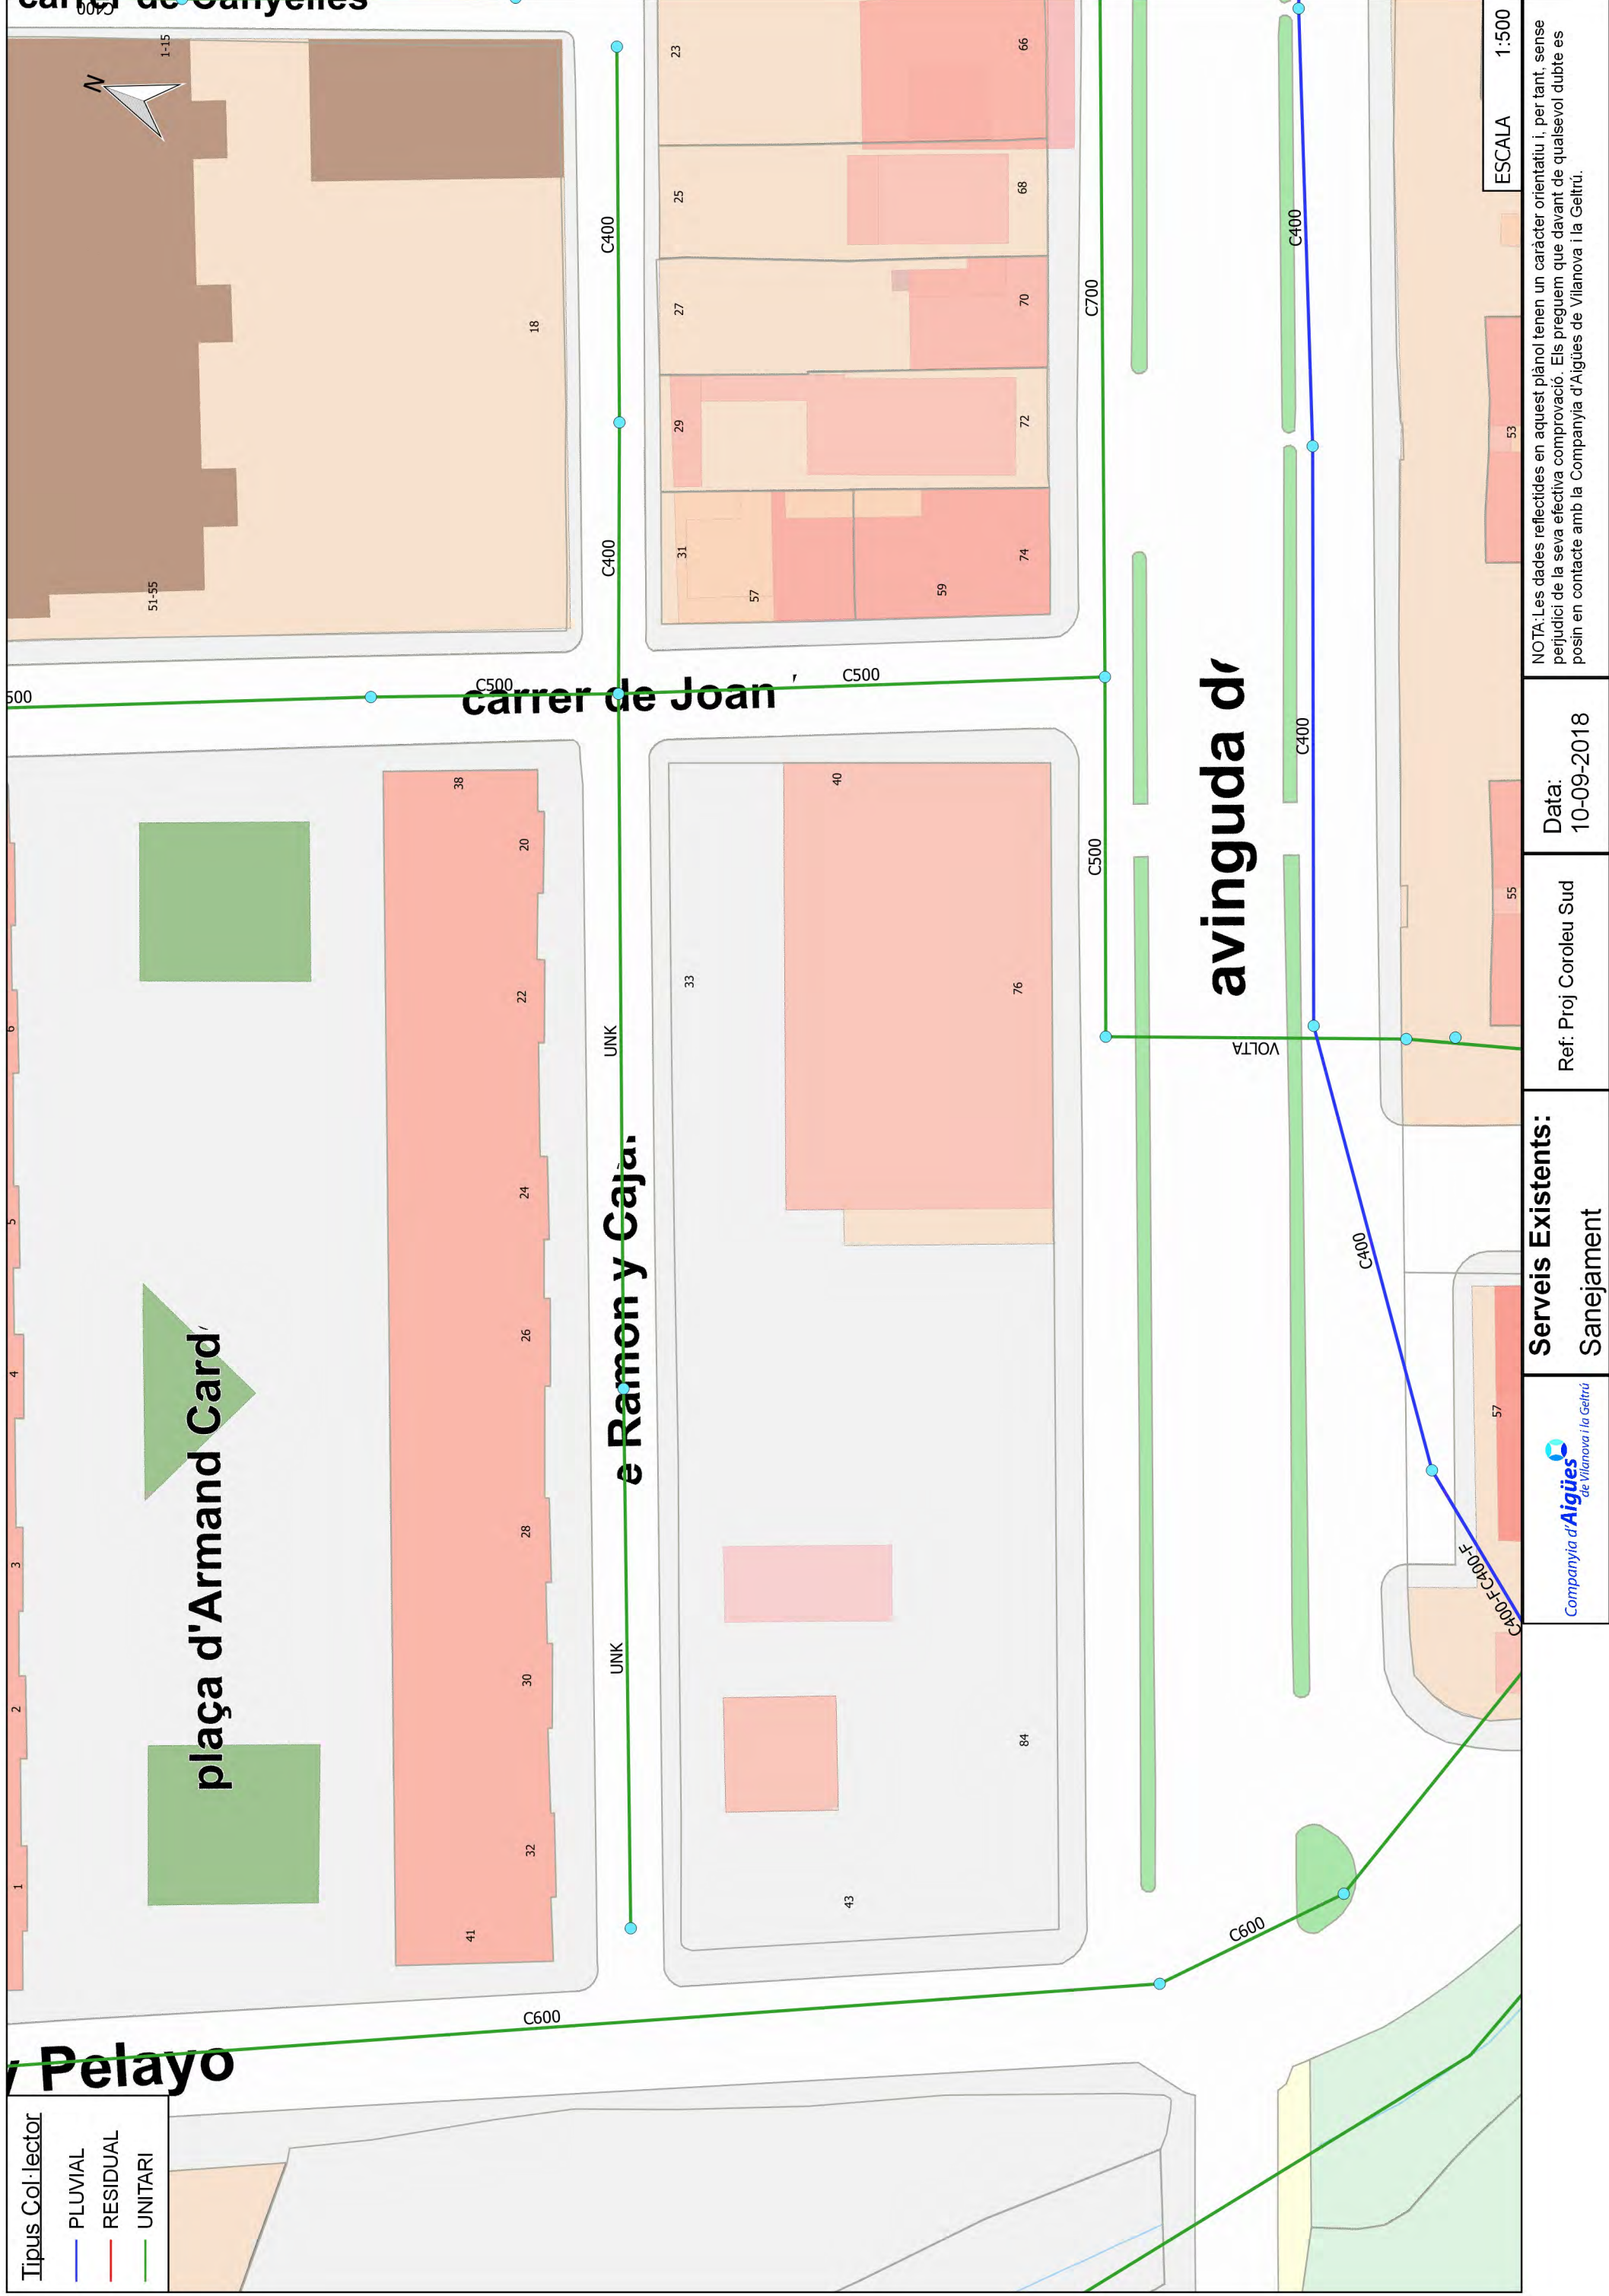 Tipus Col·lector
PLUVIAL
RESIDUAL
UNITARI
y Pelayo
plaça d'Armand Card
e Ramon y Cajal
carrer de Joan
avinguda d
carrer de Canyelles
C400
1-15
N
51-55
18
23
25
27
29
31
57
59
66
68
70
72
74
C400
C400
C700
C400
500
C500
C500
C500
C400
38
20
22
24
26
28
30
32
41
6
5
4
3
2
1
33
40
76
84
43
UNK
UNK
VOLTA
C400
C400-F
C400-F
C600
C600
53
55
57
Companyia d'Aigües
de Vilanova i la Geltrú
Serveis Existents:
Sanejament
Ref: Proj Coroleu Sud
Data:
10-09-2018
ESCALA 1:500
NOTA:Les dades reflectides en aquest plànol tenen un caràcter orientatiu i, per tant, sense
perjudici de la seva efectiva comprovació. Els preguem que davant de qualsevol dubte es
posin en contacte amb la Companyia d'Aigües de Vilanova i la Geltrú.